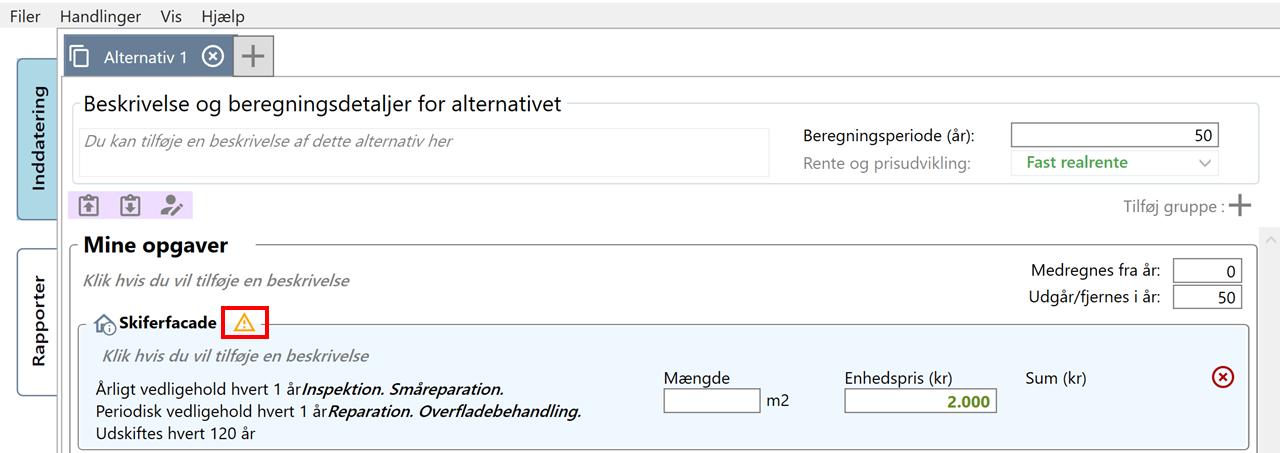 Filer Handlinger Vis Hjælp
Alternativ 1
Inddatering
Rapporter
Beskrivelse og beregningsdetaljer for alternativet
Du kan tilføje en beskrivelse af dette alternativ her
Beregningsperiode (år): 50
Rente og prisudvikling: Fast realrente
Tilføj gruppe :
Mine opgaver
Klik hvis du vil tilføje en beskrivelse
Medregnes fra år: 0
Udgår/fjernes i år: 50
Skiferfacade
Klik hvis du vil tilføje en beskrivelse
Årligt vedligehold hvert 1 årInspektion. Småreparation.
Periodisk vedligehold hvert 1 årReparation. Overfladebehandling.
Udskiftes hvert 120 år
Mængde Enhedspris (kr) Sum (kr)
m2 2.000